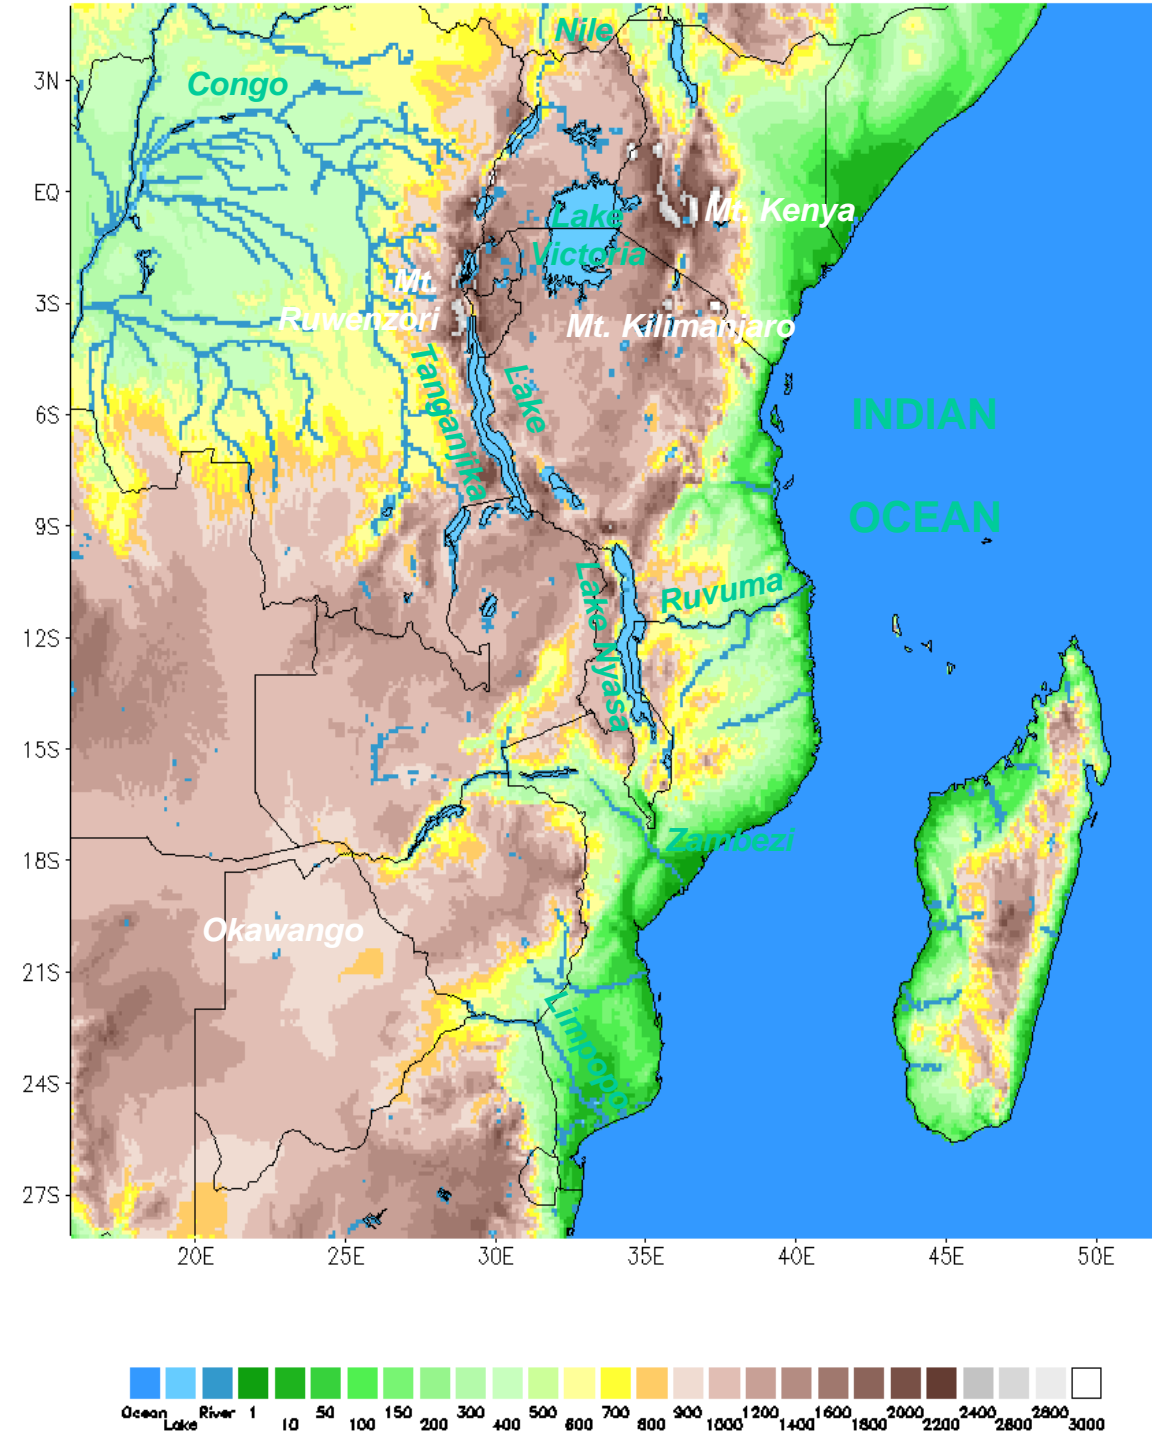 Nile
3N
Congo
EQ
Lake
Mt. Kenya
Victoria
Mt.
3S
Ruwenzori
Mt. Kilimanjaro
Tanganjika
Lake
6S
INDIAN
9S
OCEAN
Lake Nyasa
Ruvuma
12S
15S
Zambezi
18S
Okawango
21S
Limpopo
24S
27S
20E 25E 30E 35E 40E 45E 50E
Ocean River 1 50 150 300 500 700 900 1200 1600 2000 2400 2800
Lake 10 100 200 400 600 800 1000 1400 1800 2200 2600 3000